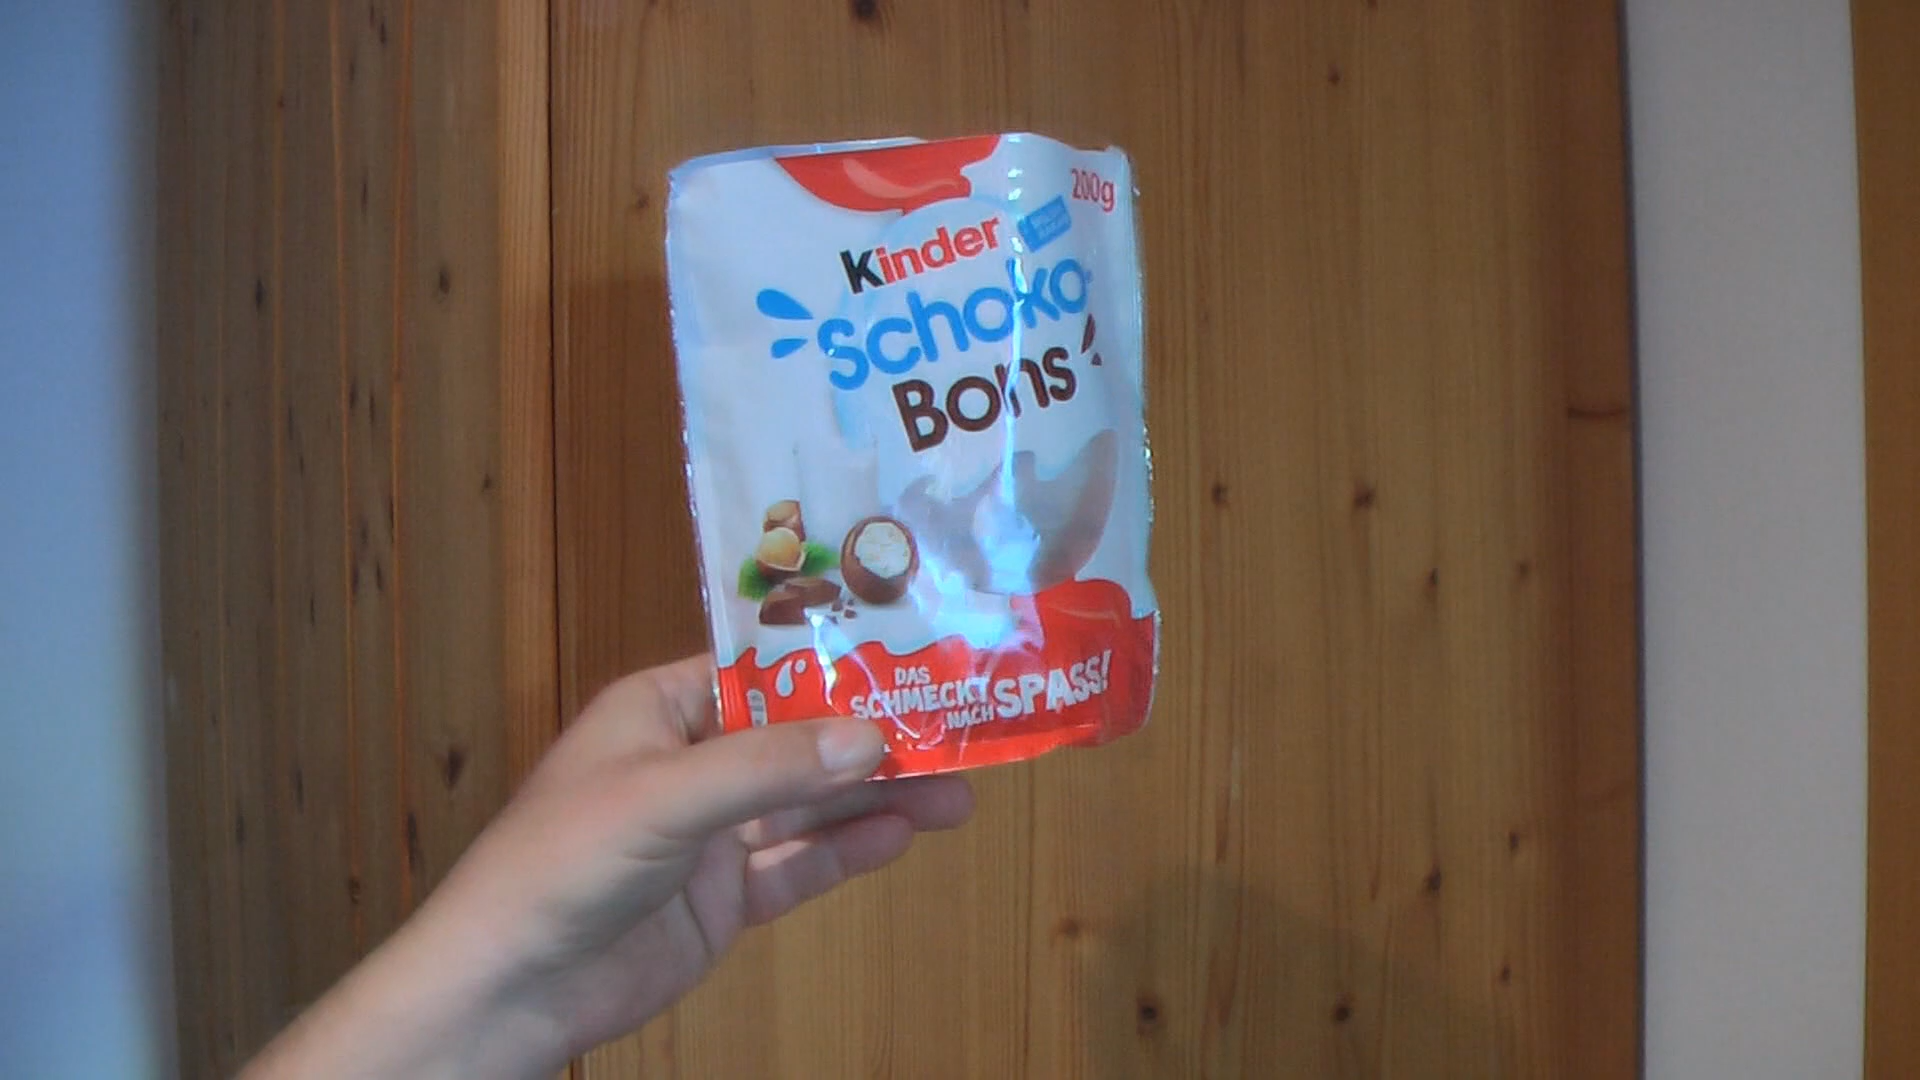 200g
Kinder
Schoko
Bons
DAS
SCHMECKT
NACH SPASS!